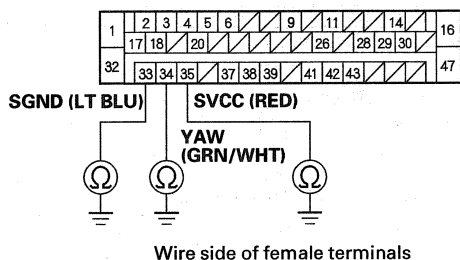 1 2 3 4 5 6 9 11 14 16
17 18 20 26 28 29 30
32 33 34 35 37 38 39 41 42 43 47
SGND (LT BLU) SVCC (RED)
YAW
(GRN/WHT)
Ω Ω Ω
Wire side of female terminals